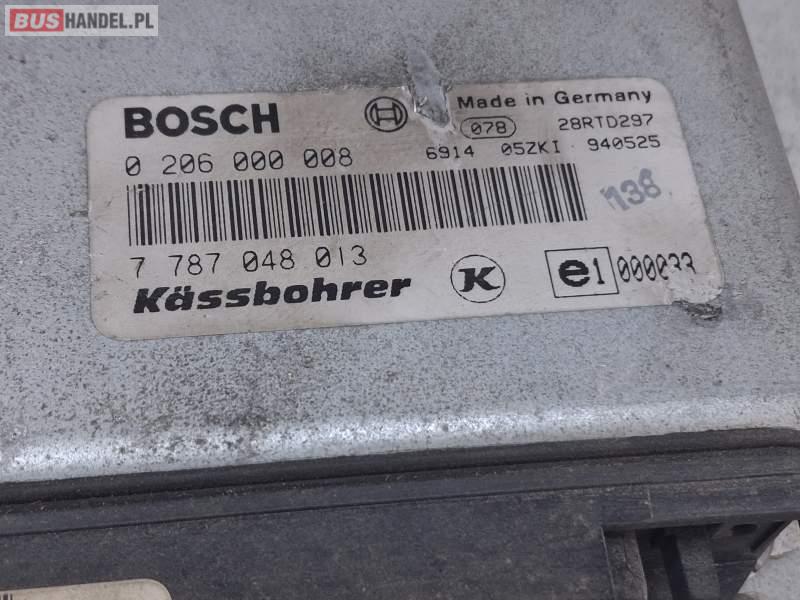 BUSHANDEL.PL
BOSCH
Made in Germany
078
28RTD297
0 206 000 008
6914 05ZKI 940525
138
7 787 048 013
Kässbohrer
K
e1 000033